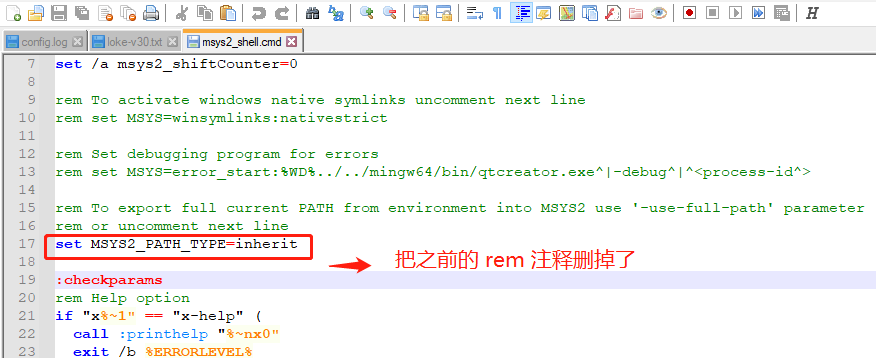 config.log loke-v30.txt msys2_shell.cmd
7 set /a msys2_shiftCounter=0
8
9 rem To activate windows native symlinks uncomment next line
10 rem set MSYS=winsymlinks:nativestrict
11
12 rem Set debugging program for errors
13 rem set MSYS=error_start:%WD%../../mingw64/bin/qtcreator.exe^|-debug^|^<process-id^>
14
15 rem To export full current PATH from environment into MSYS2 use '-use-full-path' parameter
16 rem or uncomment next line
17 set MSYS2_PATH_TYPE=inherit
18 把之前的 rem 注释删掉了
19 :checkparams
20 rem Help option
21 if "x%~1" == "x-help" (
22 call :printhelp "%~nx0"
23 exit /b %ERRORLEVEL%